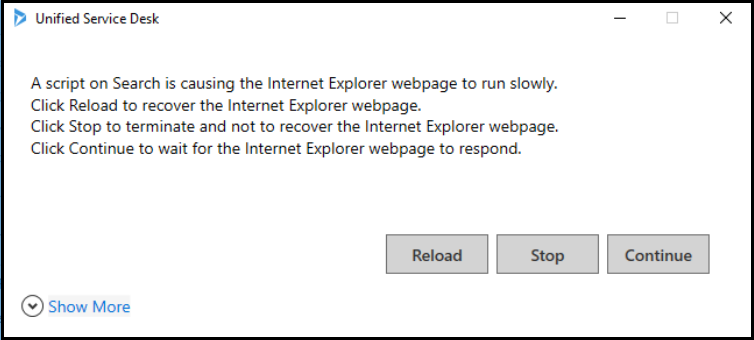 Unified Service Desk
A script on Search is causing the Internet Explorer webpage to run slowly.
Click Reload to recover the Internet Explorer webpage.
Click Stop to terminate and not to recover the Internet Explorer webpage.
Click Continue to wait for the Internet Explorer webpage to respond.
Reload Stop Continue
Show More